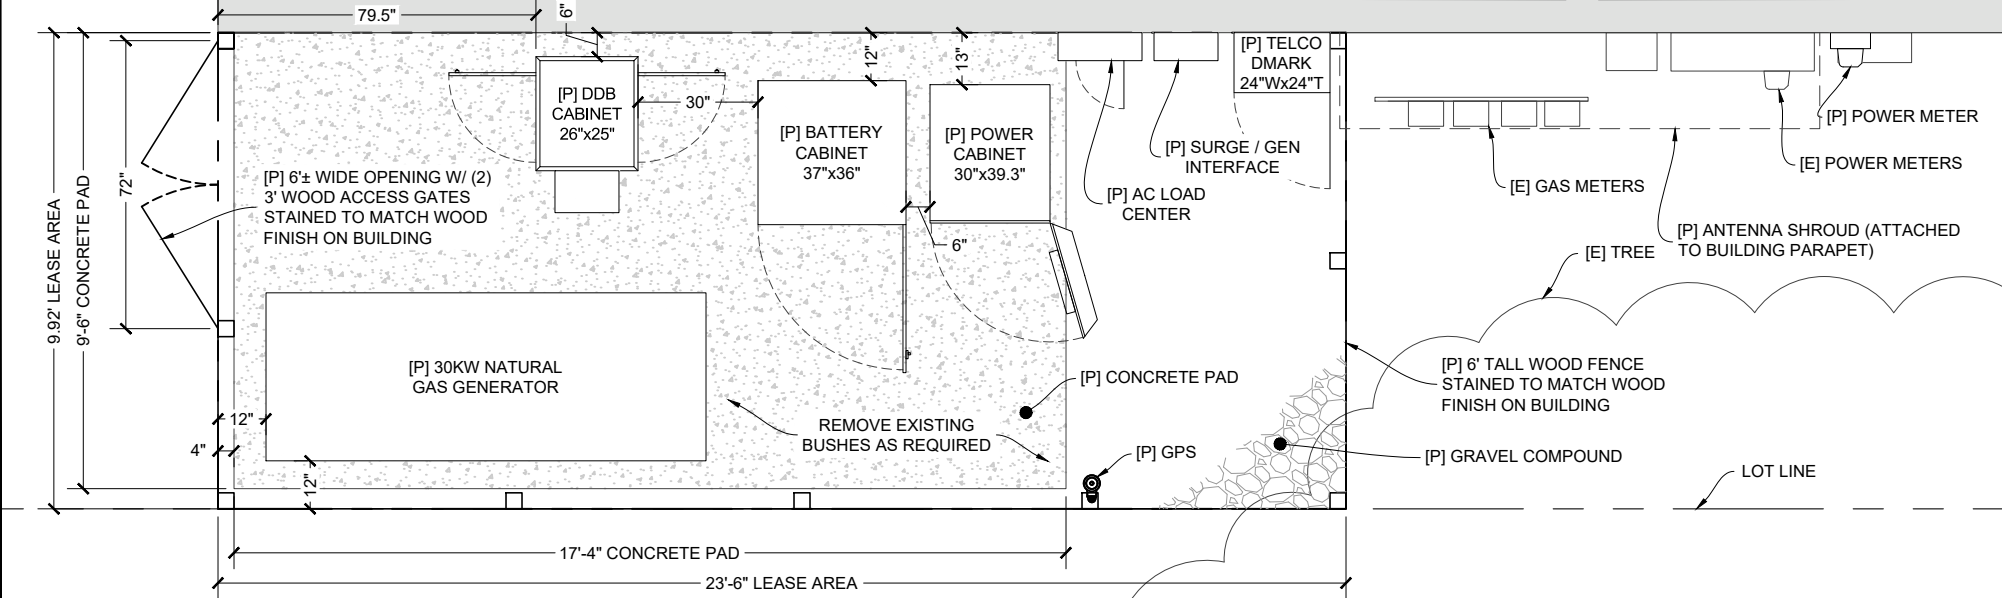 79.5"
6"
9.92' LEASE AREA
9'-6" CONCRETE PAD
72"
[P] DDB
CABINET
26"x25"
30"
12"
13"
[P] BATTERY
CABINET
37"x36"
[P] POWER
CABINET
30"x39.3"
6"
[P] TELCO
DMARK
24"Wx24"T
[P] SURGE / GEN
INTERFACE
[P] AC LOAD
CENTER
[P] 6'± WIDE OPENING W/ (2)
3' WOOD ACCESS GATES
STAINED TO MATCH WOOD
FINISH ON BUILDING
[P] POWER METER
[E] POWER METERS
[E] GAS METERS
[P] ANTENNA SHROUD (ATTACHED
TO BUILDING PARAPET)
[E] TREE
[P] 30KW NATURAL
GAS GENERATOR
12"
4"
12"
REMOVE EXISTING
BUSHES AS REQUIRED
[P] CONCRETE PAD
[P] GPS
[P] 6' TALL WOOD FENCE
STAINED TO MATCH WOOD
FINISH ON BUILDING
[P] GRAVEL COMPOUND
LOT LINE
17'-4" CONCRETE PAD
23'-6" LEASE AREA